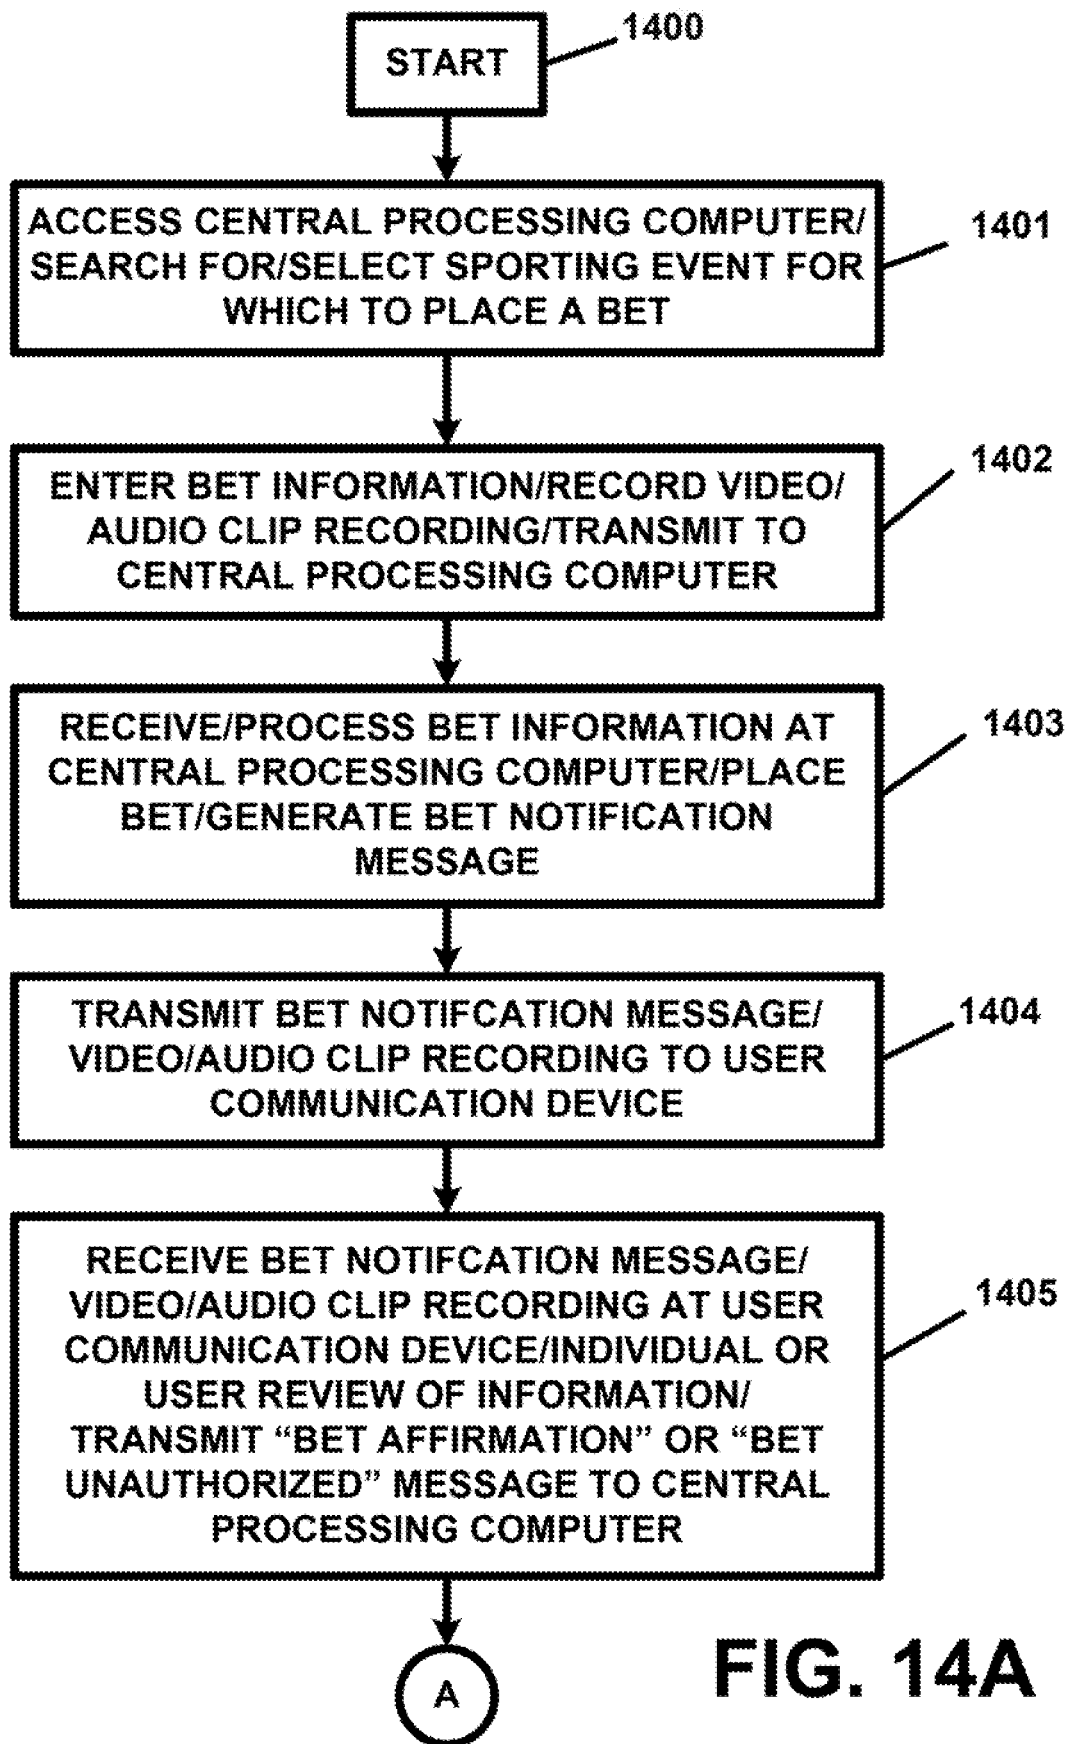 START
1400
ACCESS CENTRAL PROCESSING COMPUTER/
SEARCH FOR/SELECT SPORTING EVENT FOR
WHICH TO PLACE A BET
1401
ENTER BET INFORMATION/RECORD VIDEO/
AUDIO CLIP RECORDING/TRANSMIT TO
CENTRAL PROCESSING COMPUTER
1402
RECEIVE/PROCESS BET INFORMATION AT
CENTRAL PROCESSING COMPUTER/PLACE
BET/GENERATE BET NOTIFICATION
MESSAGE
1403
TRANSMIT BET NOTIFCATION MESSAGE/
VIDEO/AUDIO CLIP RECORDING TO USER
COMMUNICATION DEVICE
1404
RECEIVE BET NOTIFCATION MESSAGE/
VIDEO/AUDIO CLIP RECORDING AT USER
COMMUNICATION DEVICE/INDIVIDUAL OR
USER REVIEW OF INFORMATION/
TRANSMIT “BET AFFIRMATION” OR “BET
UNAUTHORIZED” MESSAGE TO CENTRAL
PROCESSING COMPUTER
1405
A
FIG. 14A